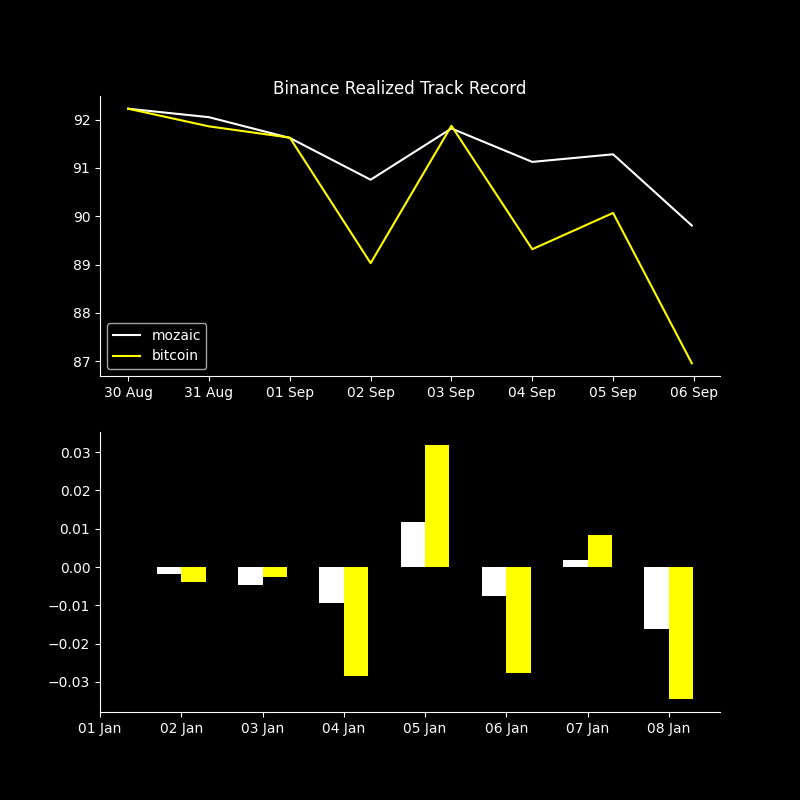 Binance Realized Track Record
92
91
90
89
88
87
mozaic
bitcoin
30 Aug 31 Aug 01 Sep 02 Sep 03 Sep 04 Sep 05 Sep 06 Sep
0.03
0.02
0.01
0.00
−0.01
−0.02
−0.03
01 Jan 02 Jan 03 Jan 04 Jan 05 Jan 06 Jan 07 Jan 08 Jan